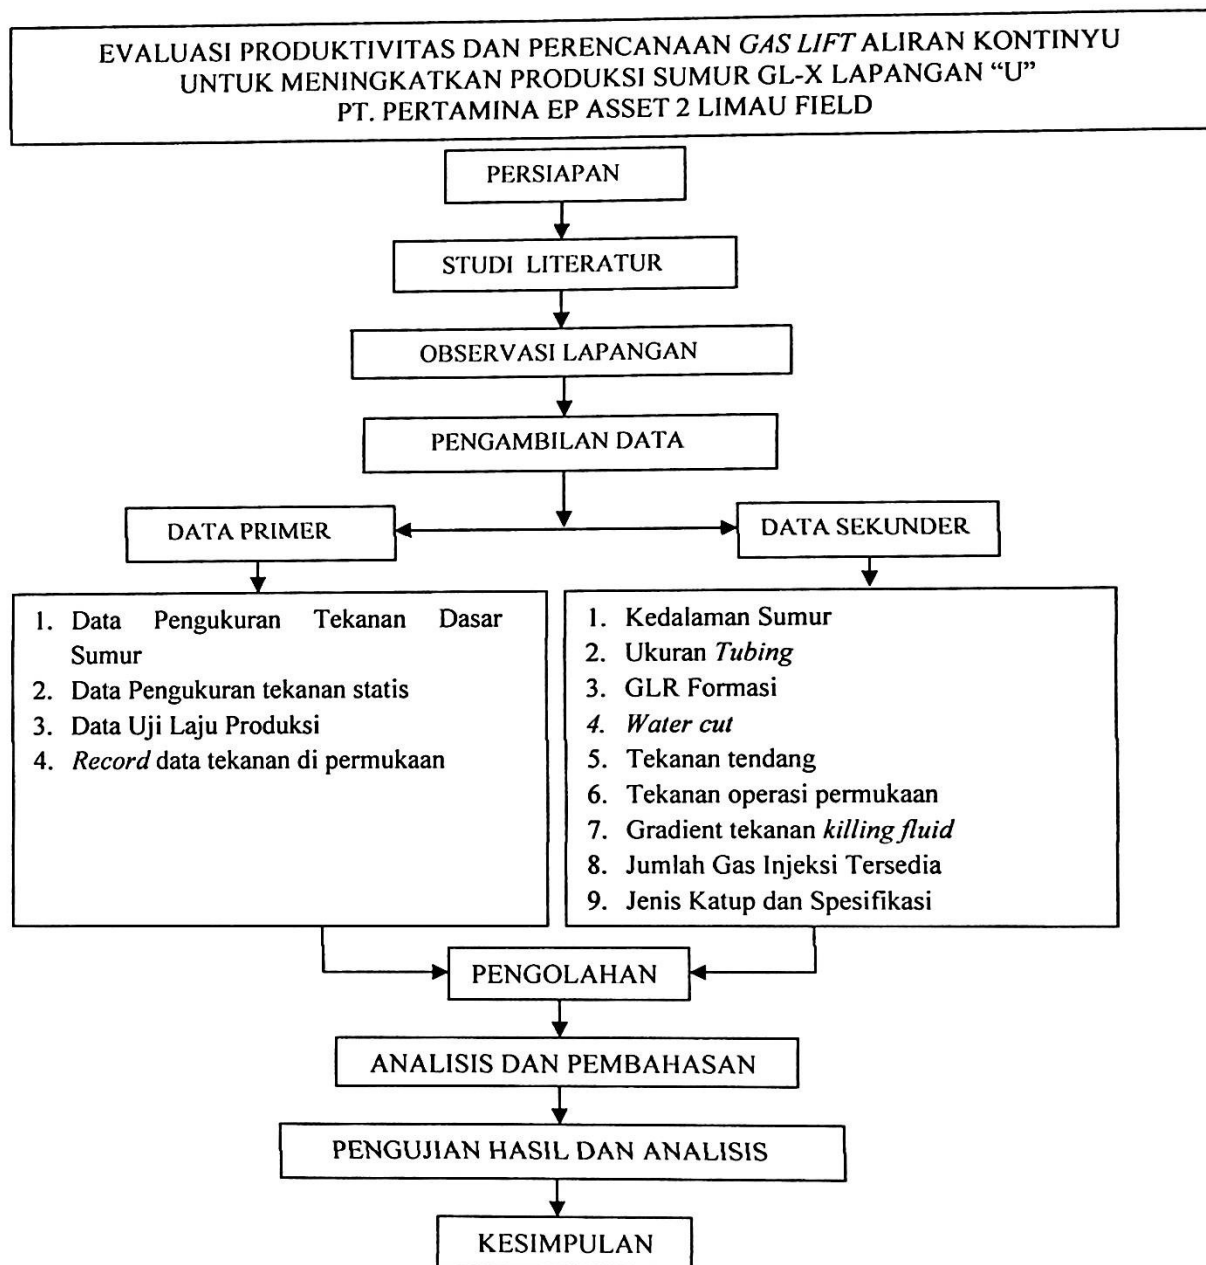 EVALUASI PRODUKTIVITAS DAN PERENCANAAN GAS LIFT ALIRAN KONTINYU
UNTUK MENINGKATKAN PRODUKSI SUMUR GL-X LAPANGAN “U”
PT. PERTAMINA EP ASSET 2 LIMAU FIELD
PERSIAPAN
STUDI LITERATUR
OBSERVASI LAPANGAN
PENGAMBILAN DATA
DATA PRIMER
1. Data Pengukuran Tekanan Dasar
Sumur
2. Data Pengukuran tekanan statis
3. Data Uji Laju Produksi
4. Record data tekanan di permukaan
DATA SEKUNDER
1. Kedalaman Sumur
2. Ukuran Tubing
3. GLR Formasi
4. Water cut
5. Tekanan tendang
6. Tekanan operasi permukaan
7. Gradient tekanan killing fluid
8. Jumlah Gas Injeksi Tersedia
9. Jenis Katup dan Spesifikasi
PENGOLAHAN
ANALISIS DAN PEMBAHASAN
PENGUJIAN HASIL DAN ANALISIS
KESIMPULAN